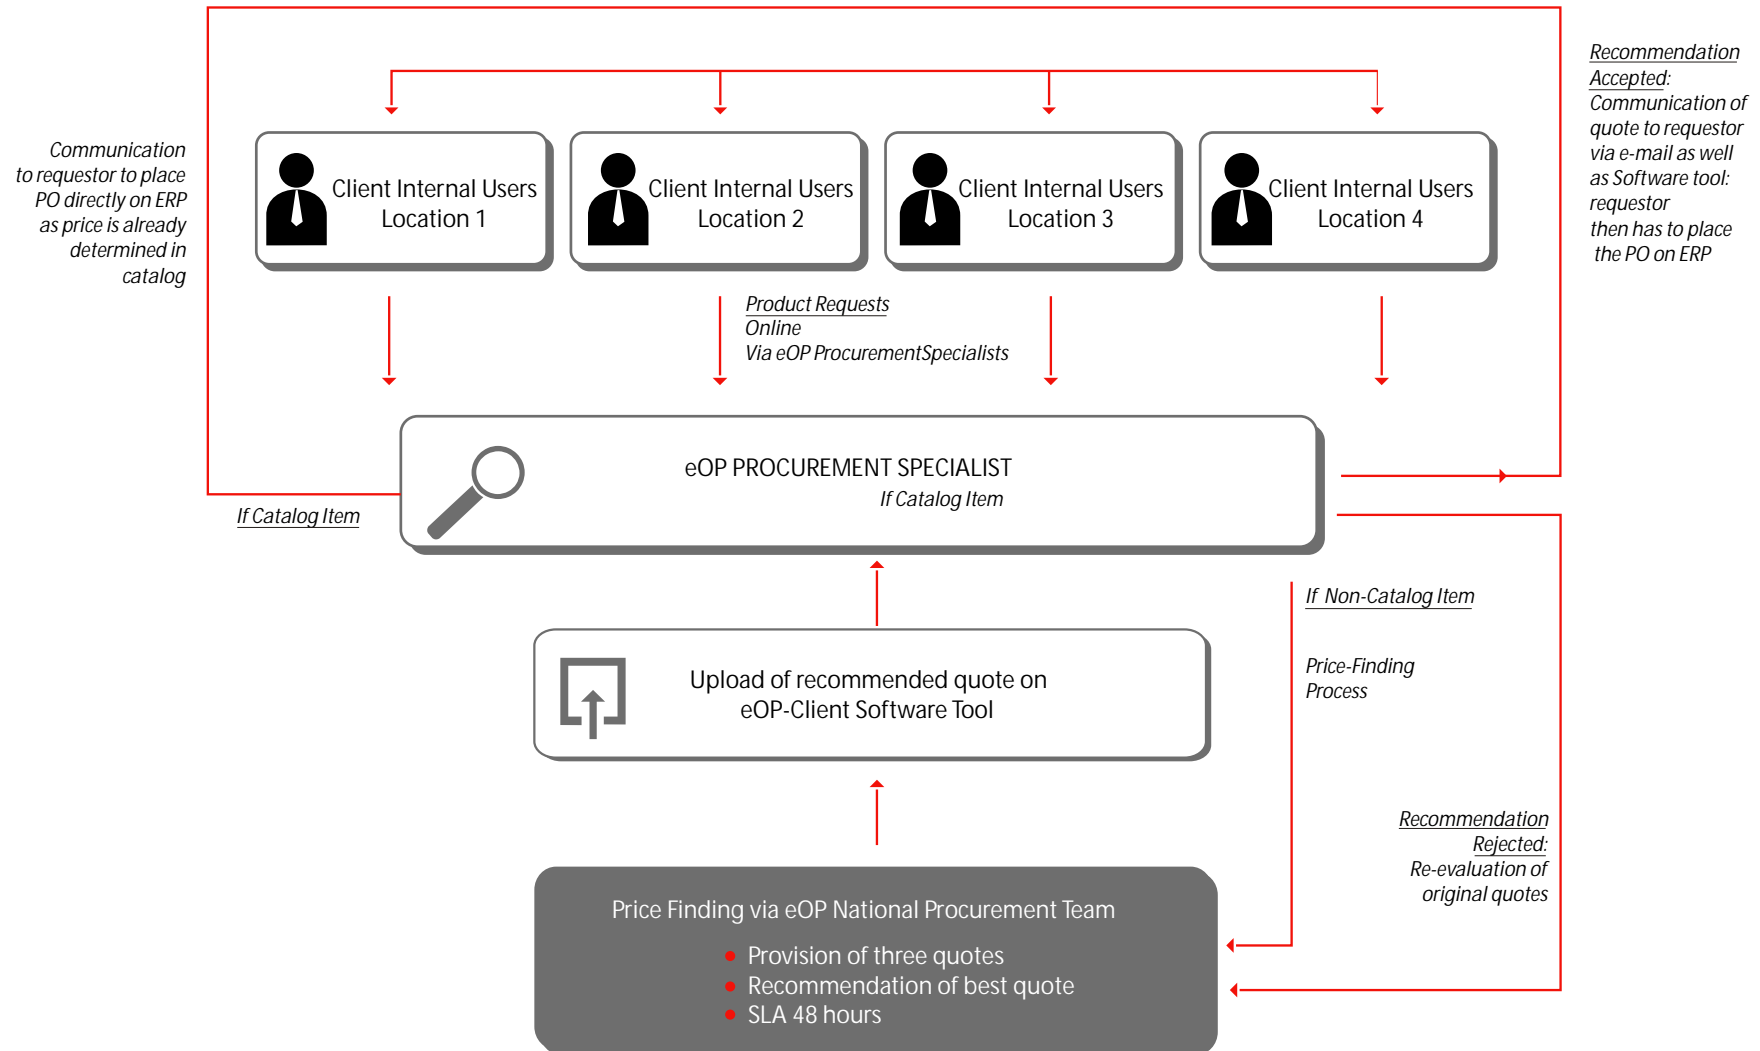 Recommendation
Accepted:
Communication of
quote to requestor
via e-mail as well
as Software tool:
requestor
then has to place
the PO on ERP
Communication
to requestor to place
PO directly on ERP
as price is already
determined in
catalog
Client Internal Users
Location 1
Client Internal Users
Location 2
Client Internal Users
Location 3
Client Internal Users
Location 4
Product Requests
Online
Via eOP ProcurementSpecialists
eOP PROCUREMENT SPECIALIST
If Catalog Item
If Catalog Item
If Non-Catalog Item
Price-Finding
Process
Upload of recommended quote on
eOP-Client Software Tool
Recommendation
Rejected:
Re-evaluation of
original quotes
Price Finding via eOP National Procurement Team
• Provision of three quotes
• Recommendation of best quote
• SLA 48 hours